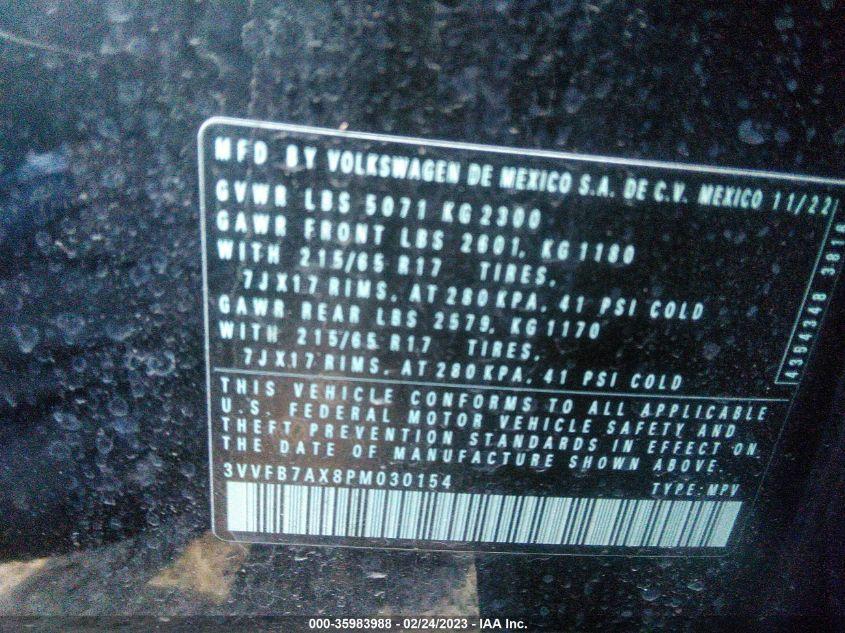 MFD BY VOLKSWAGEN DE MEXICO S.A. DE C.V. MEXICO 11/22
GVWR LBS 5071 KG 2300
GAWR FRONT LBS 2601, KG 1180
WITH 215/65 R17 TIRES,
7JX17 RIMS, AT 280 KPA, 41 PSI COLD
GAWR REAR LBS 2579, KG 1170
WITH 215/65 R17 TIRES,
7JX17 RIMS, AT 280 KPA, 41 PSI COLD
THIS VEHICLE CONFORMS TO ALL APPLICABLE
U.S. FEDERAL MOTOR VEHICLE SAFETY AND
THEFT PREVENTION STANDARDS IN EFFECT ON
THE DATE OF MANUFACTURE SHOWN ABOVE.
3VVFB7AX8PM030154 TYPE:MPV
4354348 3816
000-35983988 - 02/24/2023 - IAA Inc.